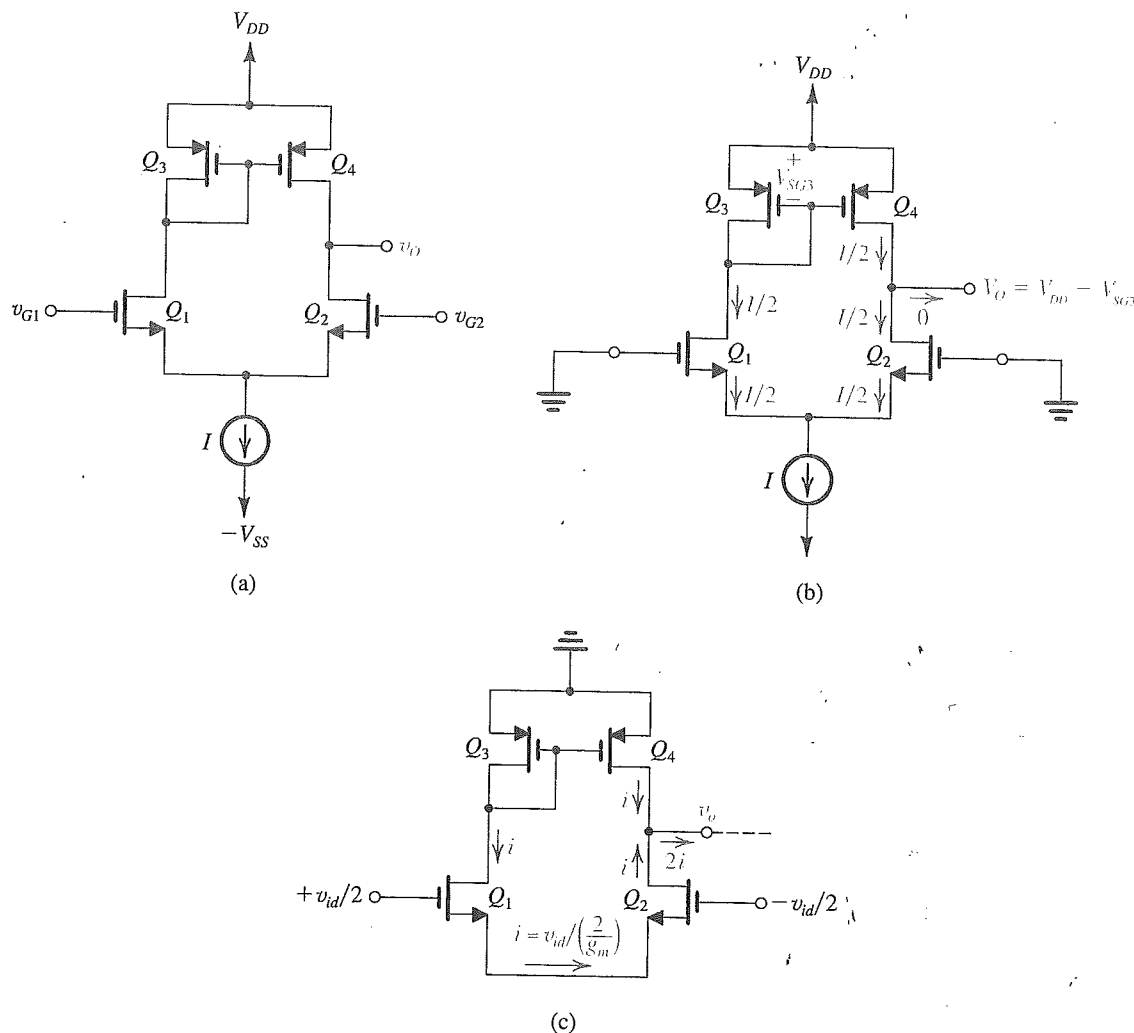 V_DD
Q_3
Q_4
v_O
v_G1
Q_1
Q_2
v_G2
I
−V_SS
(a)
V_DD
+
V_SG3
−
Q_3
Q_4
I/2
V_O = V_DD − V_SG3
I/2
I/2
0
Q_1
Q_2
I/2
I/2
I
(b)
Q_3
Q_4
i
v_o
i
i
2i
+v_id/2
Q_1
Q_2
−v_id/2
i = v_id/(2/g_m)
(c)